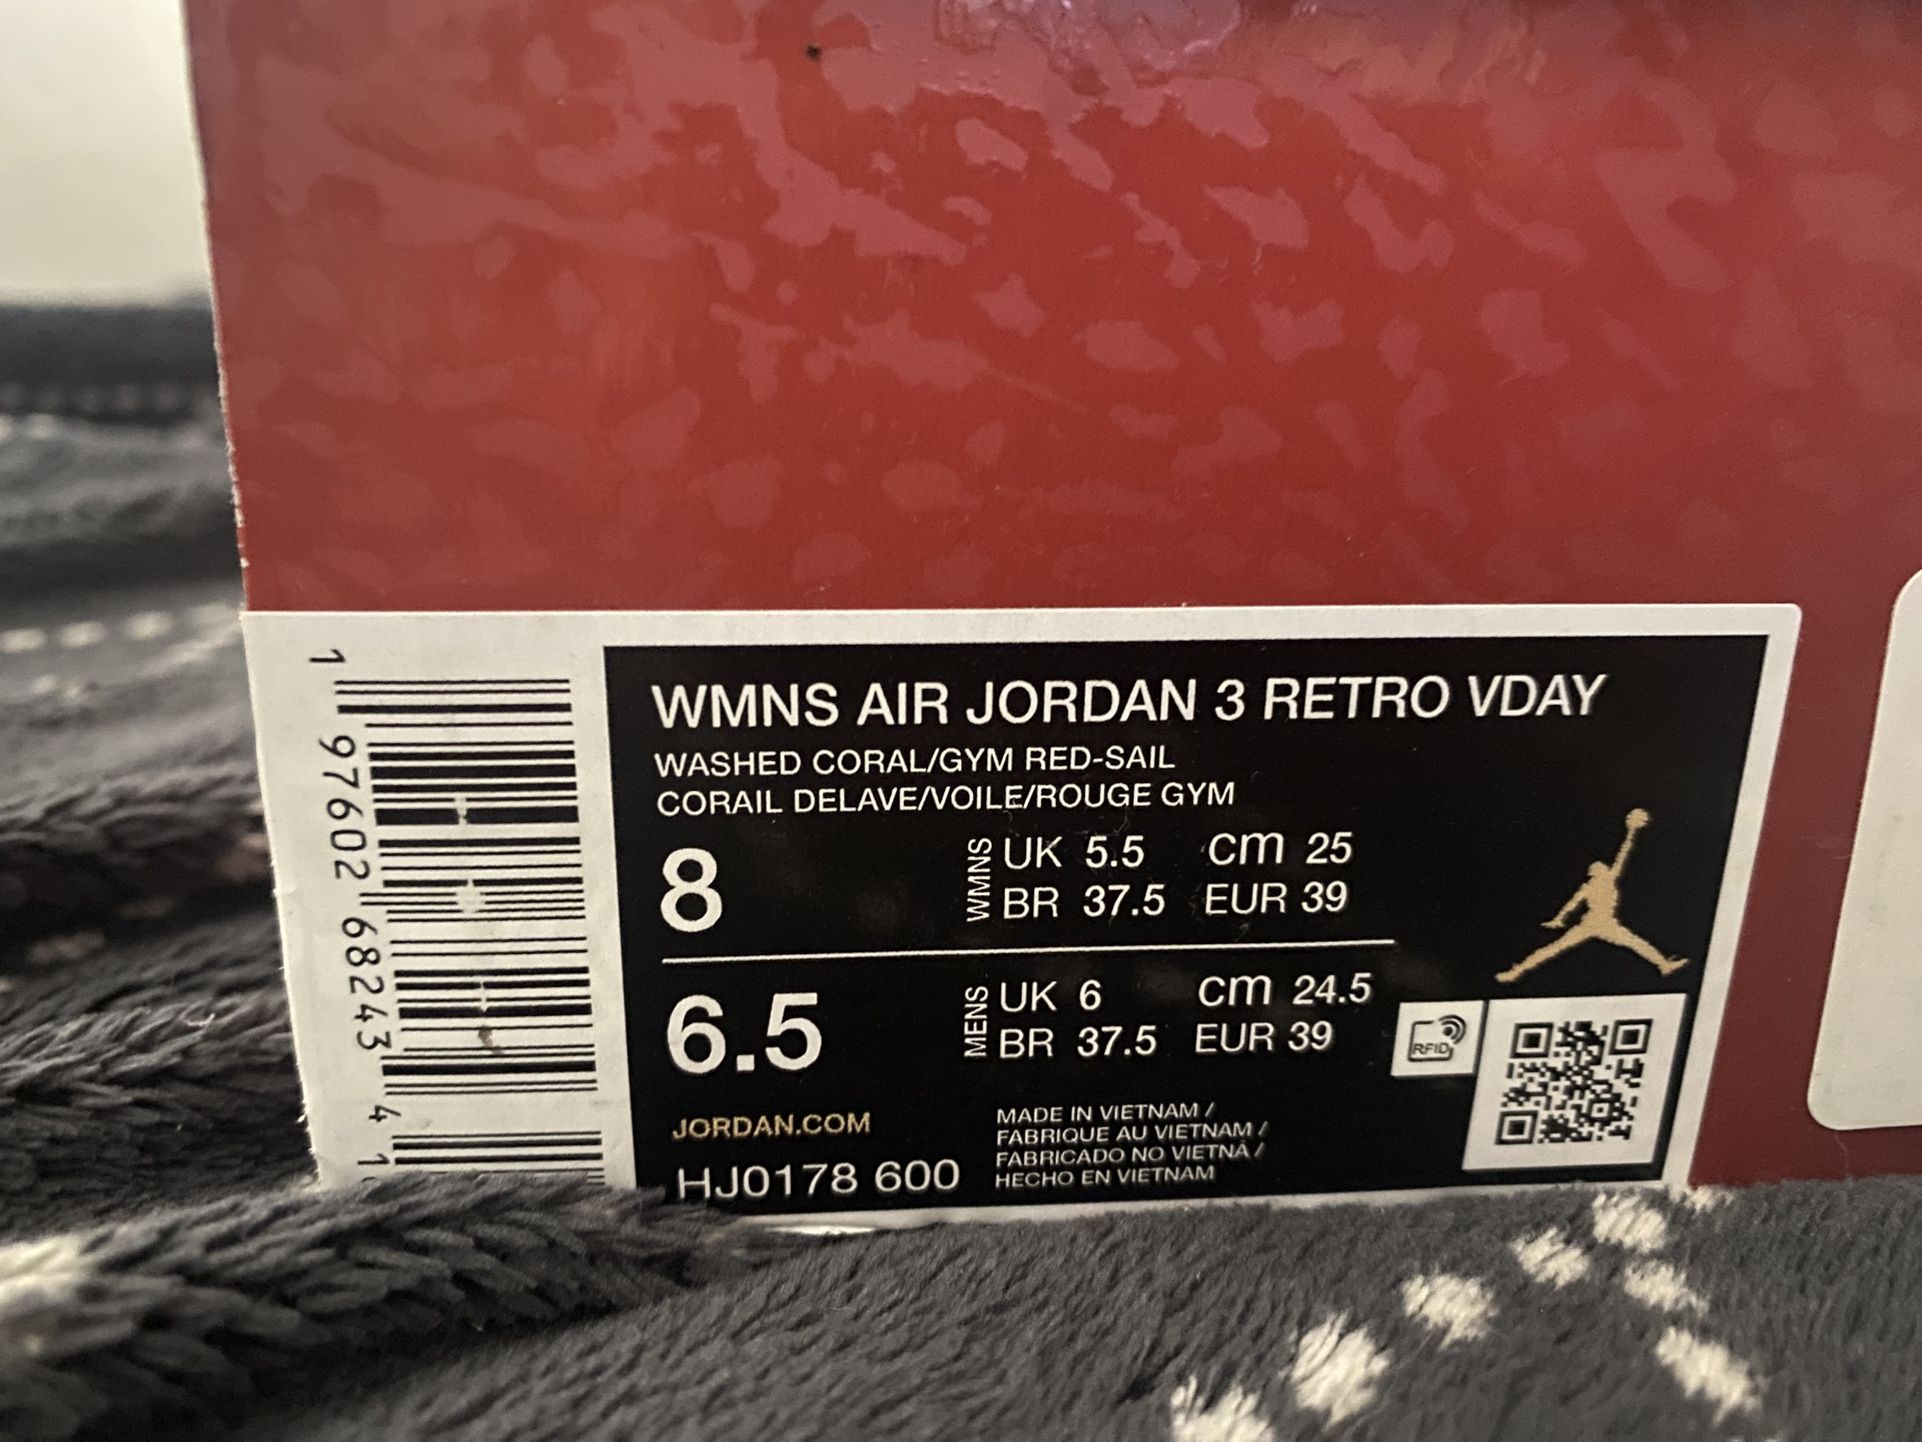 WMNS AIR JORDAN 3 RETRO VDAY
WASHED CORAL/GYM RED-SAIL
CORAIL DELAVE/VOILE/ROUGE GYM
8
WMNS
UK 5.5 CM 25
BR 37.5 EUR 39
6.5
MENS
UK 6 CM 24.5
BR 37.5 EUR 39
RFID
JORDAN.COM
HJ0178 600
MADE IN VIETNAM /
FABRIQUE AU VIETNAM /
FABRICADO NO VIETNÃ /
HECHO EN VIETNAM
1 97602 68243 4